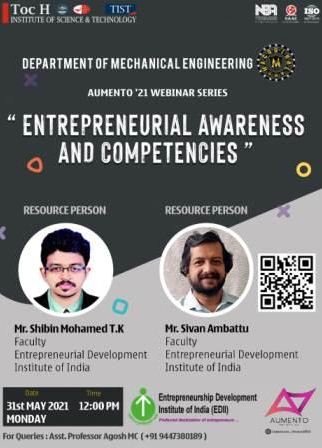 Toc H
INSTITUTE OF SCIENCE & TECHNOLOGY
TIST
NBA
ISO
DEPARTMENT OF MECHANICAL ENGINEERING
M
AUMENTO '21 WEBINAR SERIES
“ ENTREPRENEURIAL AWARENESS
AND COMPETENCIES ”
RESOURCE PERSON
Mr. Shibin Mohamed T.K
Faculty
Entrepreneurial Development
Institute of India
RESOURCE PERSON
Mr. Sivan Ambattu
Faculty
Entrepreneurial Development
Institute of India
Date
31st MAY 2021
MONDAY
Time
12:00 PM
Entrepreneurship Development
Institute of India (EDII)
AUMENTO
For Queries : Asst. Professor Agosh MC ( +91 9447380189 )